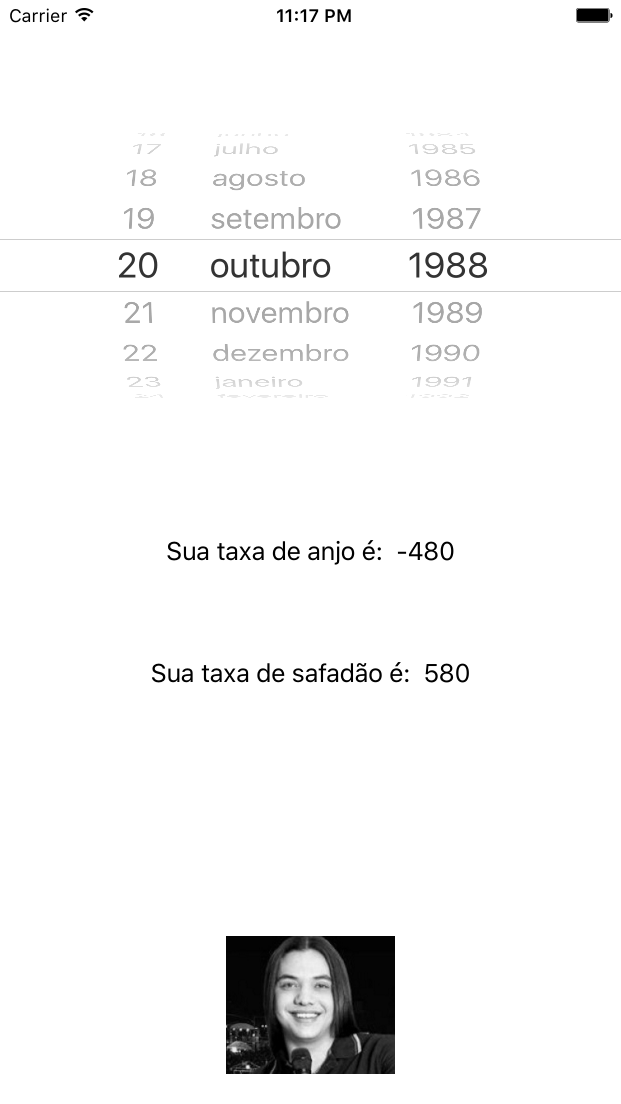 Carrier 11:17 PM
17 julho 1985
18 agosto 1986
19 setembro 1987
20 outubro 1988
21 novembro 1989
22 dezembro 1990
23 janeiro 1991
Sua taxa de anjo é: -480
Sua taxa de safadão é: 580